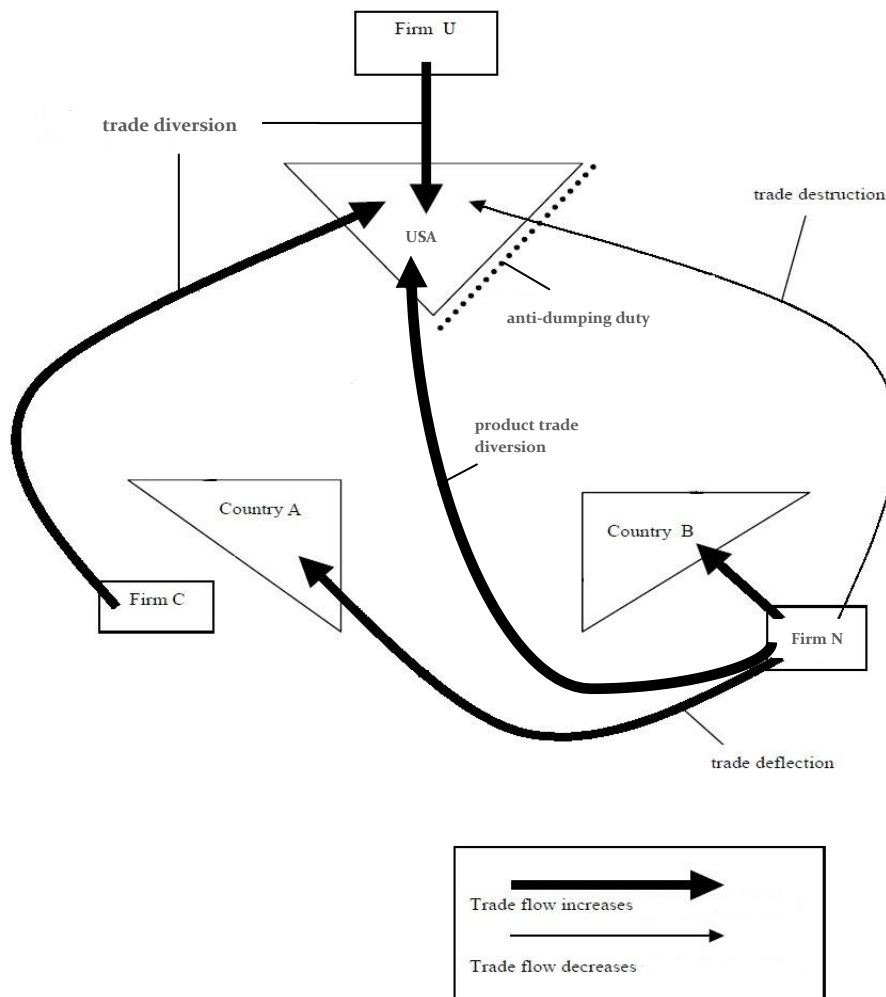 Firm U
trade diversion
trade destruction
USA
anti-dumping duty
product trade
diversion
Country A
Country B
Firm C
Firm N
trade deflection
Trade flow increases
Trade flow decreases